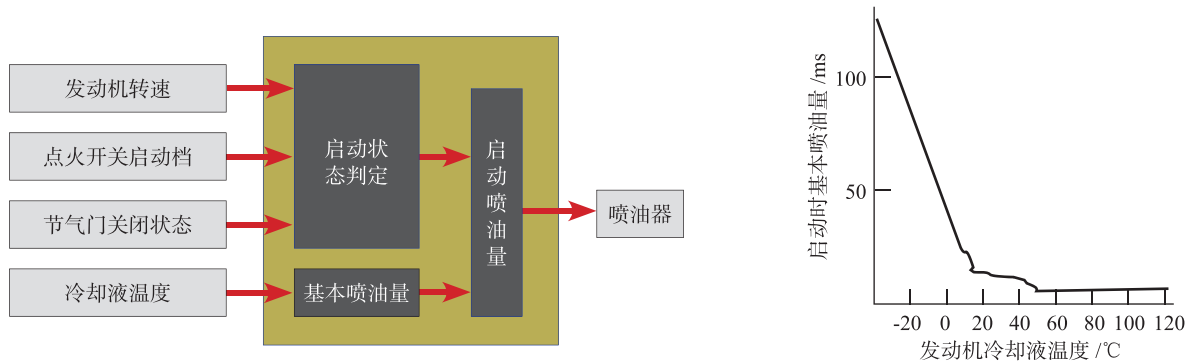 发动机转速
点火开关启动档
节气门关闭状态
冷却液温度
启动状
态判定
基本喷油量
启动喷油量
喷油器
启动时基本喷油量 /ms
100
50
-20 0 20 40 60 80 100 120
发动机冷却液温度 /℃